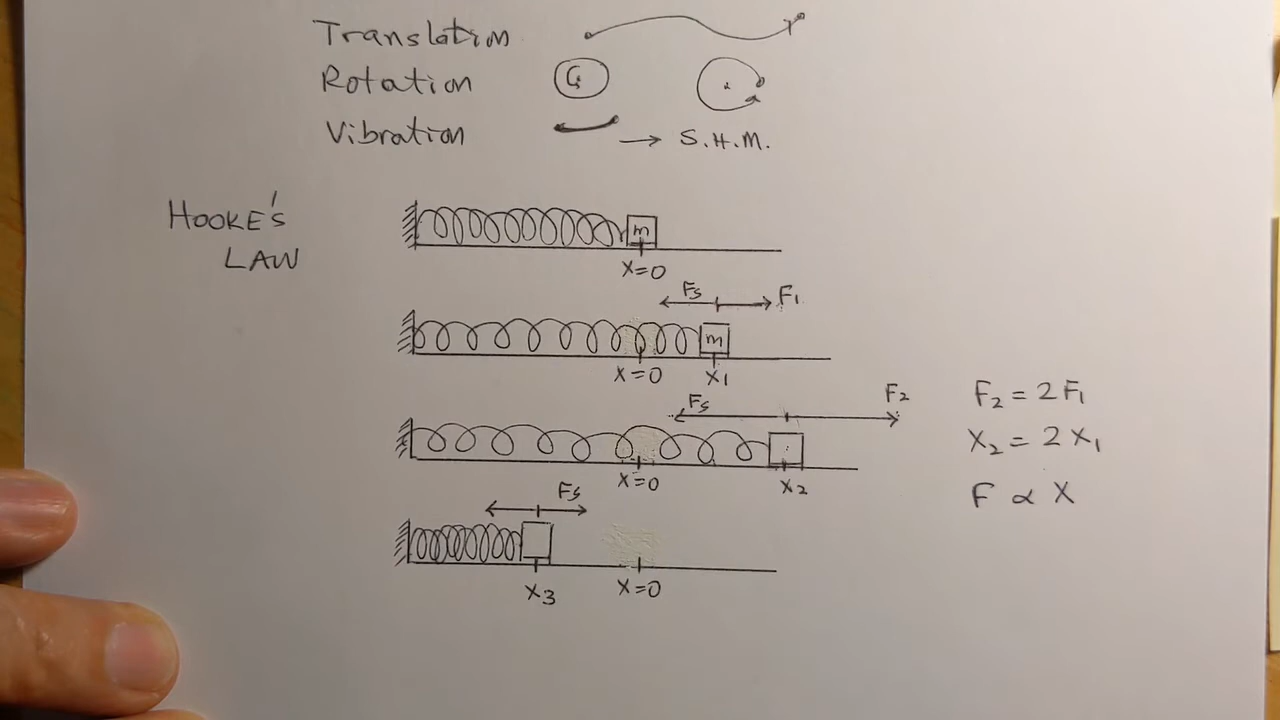 Translation
Rotation
Vibration → S.H.M.
HOOKE'S
LAW
m
x=0
Fs F₁
m
x=0 x₁
Fs F₂
x=0 x₂
F₂ = 2F₁
x₂ = 2x₁
F ∝ x
Fs
x₃ x=0